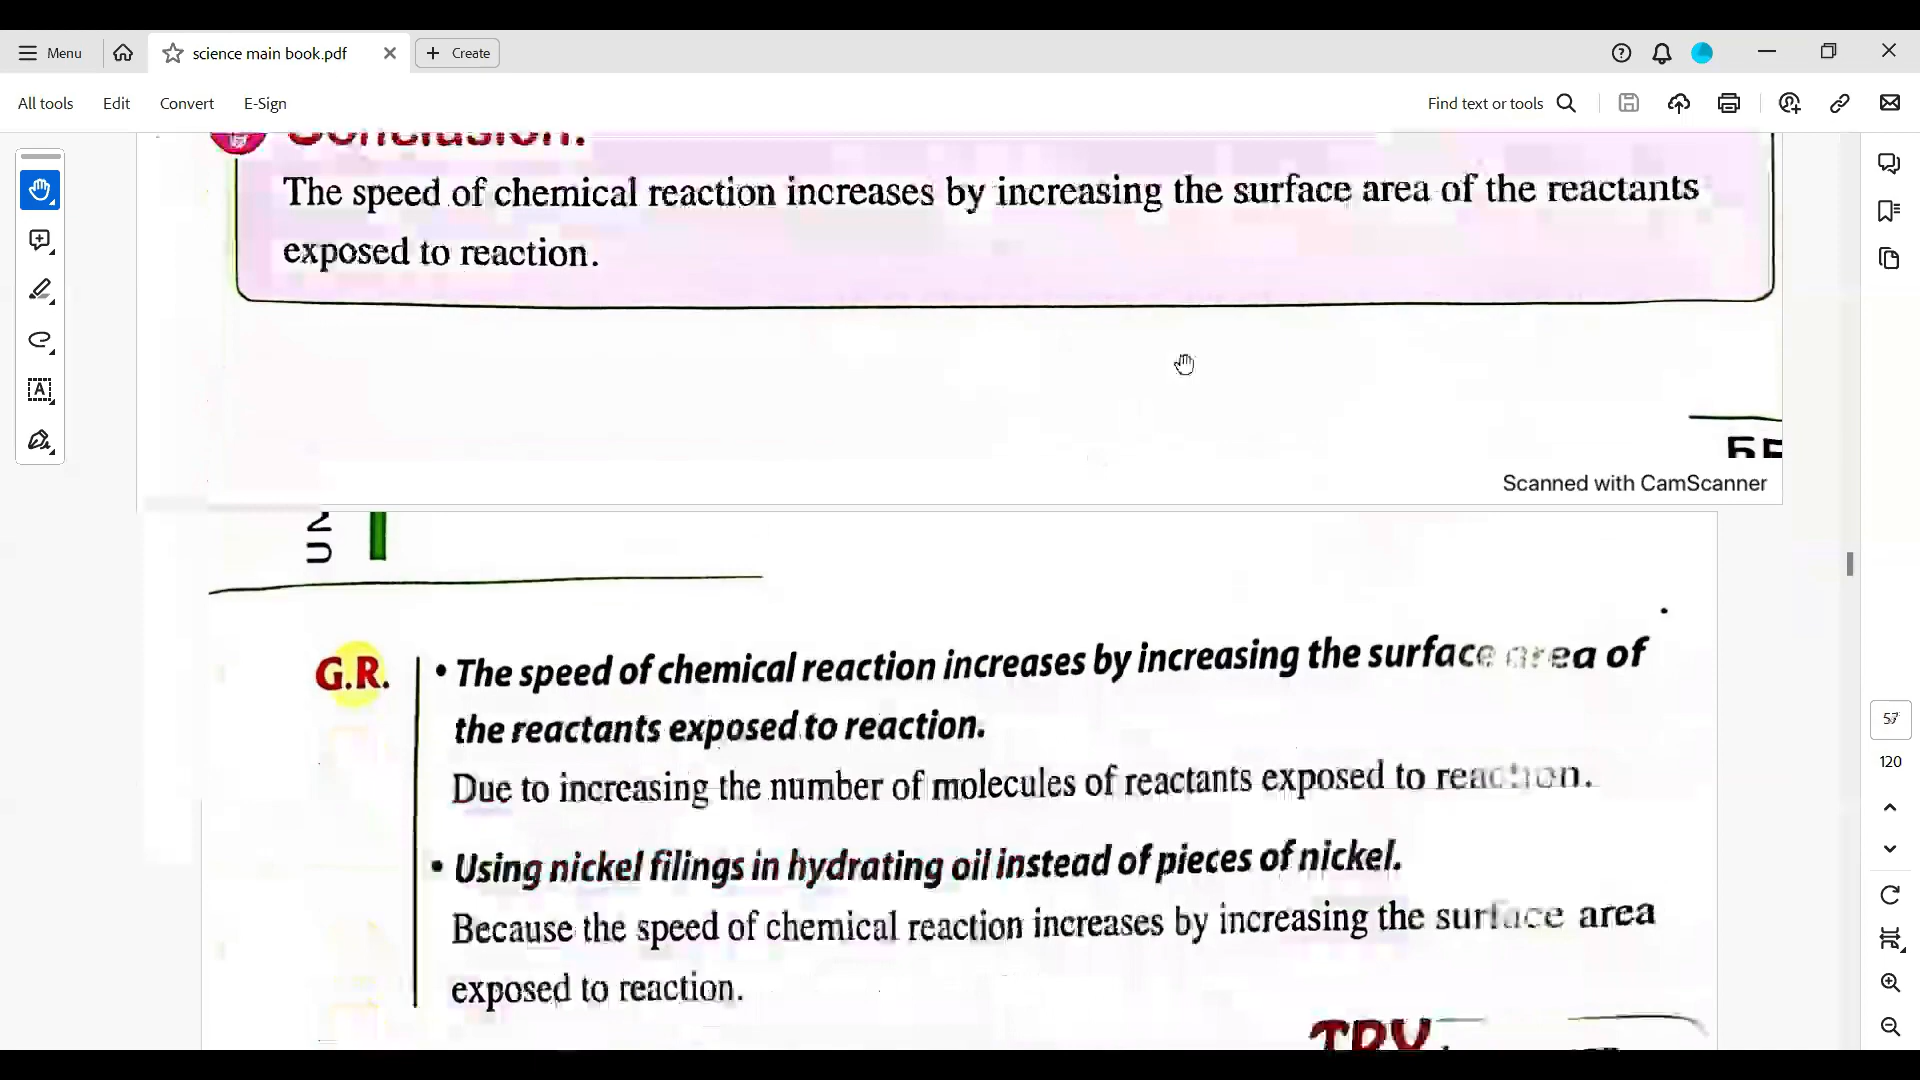 Menu
science main book.pdf
Create
All tools
Edit
Convert
E-Sign
Find text or tools
Conclusion:
The speed of chemical reaction increases by increasing the surface area of the reactants
exposed to reaction.
55
Scanned with CamScanner
UN
G.R.
• The speed of chemical reaction increases by increasing the surface area of
the reactants exposed to reaction.
Due to increasing the number of molecules of reactants exposed to reaction.
• Using nickel filings in hydrating oil instead of pieces of nickel.
Because the speed of chemical reaction increases by increasing the surface area
exposed to reaction.
TRY
57
120